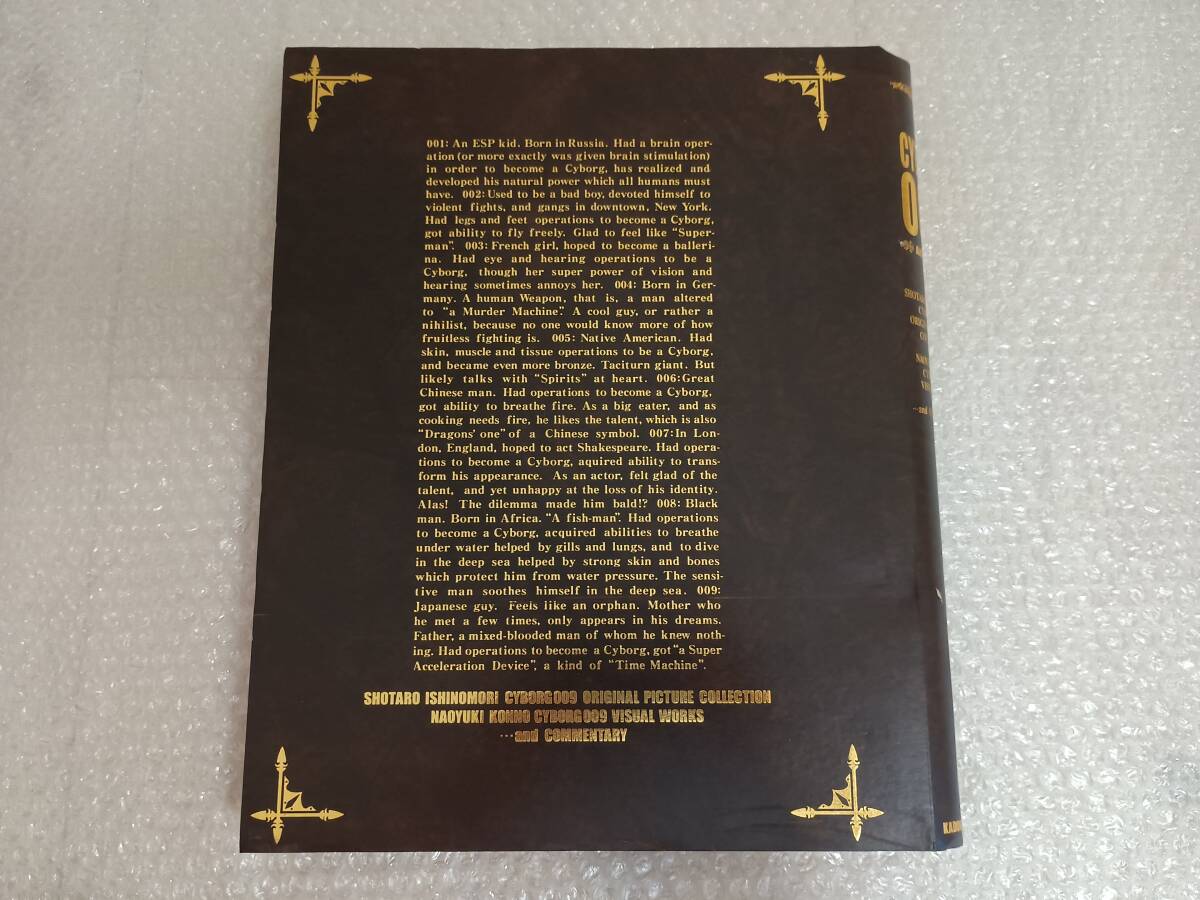 001: An ESP kid. Born in Russia. Had a brain oper-
ation (or more exactly was given brain stimulation)
in order to become a Cyborg, has realized and
developed his natural power which all humans must
have. 002: Used to be a bad boy, devoted himself to
violent fights, and gangs in downtown, New York.
Had legs and feet operations to become a Cyborg,
got ability to fly freely. Glad to feel like "Super-
man". 003: French girl, hoped to become a balleri-
na. Had eye and hearing operations to be a
Cyborg, though her super power of vision and
hearing sometimes annoys her. 004: Born in Ger-
many. A human Weapon, that is, a man altered
to "a Murder Machine". A cool guy, or rather a
nihilist, because no one would know more of how
fruitless fighting is. 005: Native American. Had
skin, muscle and tissue operations to be a Cyborg,
and became even more bronze. Taciturn giant. But
likely talks with "Spirits" at heart. 006: Great
Chinese man. Had operations to become a Cyborg,
got ability to breathe fire. As a big eater, and as
cooking needs fire, he likes the talent, which is also
"Dragons' one" of a Chinese symbol. 007: In Lon-
don, England, hoped to act Shakespeare. Had opera-
tions to become a Cyborg, aquired ability to trans-
form his appearance. As an actor, felt glad of the
talent, and yet unhappy at the loss of his identity.
Alas! The dilemma made him bald!? 008: Black
man. Born in Africa. "A fish-man". Had operations
to become a Cyborg, acquired abilities to breathe
under water helped by gills and lungs, and to dive
in the deep sea helped by strong skin and bones
which protect him from water pressure. The sensi-
tive man soothes himself in the deep sea. 009:
Japanese guy. Feels like an orphan. Mother who
he met a few times, only appears in his dreams.
Father, a mixed-blooded man of whom he knew noth-
ing. Had operations to become a Cyborg, got "a Super
Acceleration Device", a kind of "Time Machine".
SHOTARO ISHINOMORI CYBORG009 ORIGINAL PICTURE COLLECTION
NAOYUKI KONNO CYBORG009 VISUAL WORKS
…and COMMENTARY
CY
0
SHOTA
C
ORIG
NAO
C
VI
…and
KADO